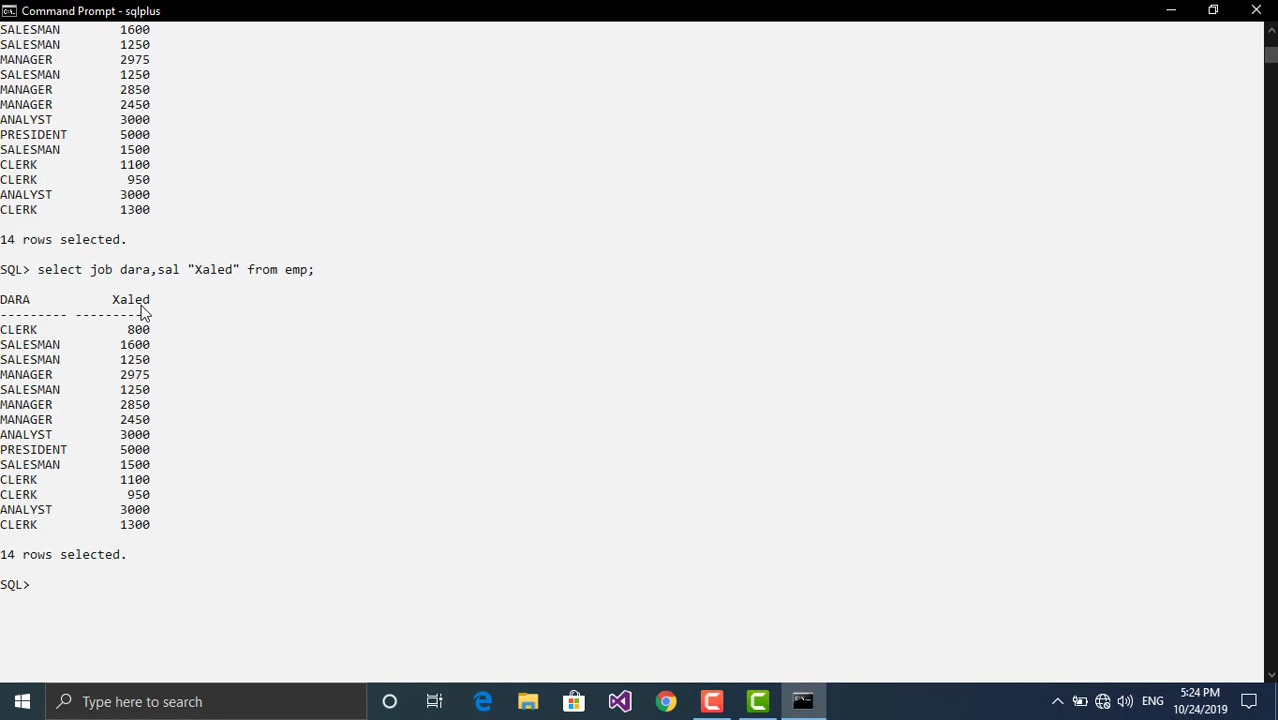 Command Prompt - sqlplus
SALESMAN 1600
SALESMAN 1250
MANAGER 2975
SALESMAN 1250
MANAGER 2850
MANAGER 2450
ANALYST 3000
PRESIDENT 5000
SALESMAN 1500
CLERK 1100
CLERK 950
ANALYST 3000
CLERK 1300
14 rows selected.
SQL> select job dara,sal "Xaled" from emp;
DARA Xaled
--------- ----------
CLERK 800
SALESMAN 1600
SALESMAN 1250
MANAGER 2975
SALESMAN 1250
MANAGER 2850
MANAGER 2450
ANALYST 3000
PRESIDENT 5000
SALESMAN 1500
CLERK 1100
CLERK 950
ANALYST 3000
CLERK 1300
14 rows selected.
SQL>
Type here to search
ENG
5:24 PM
10/24/2019